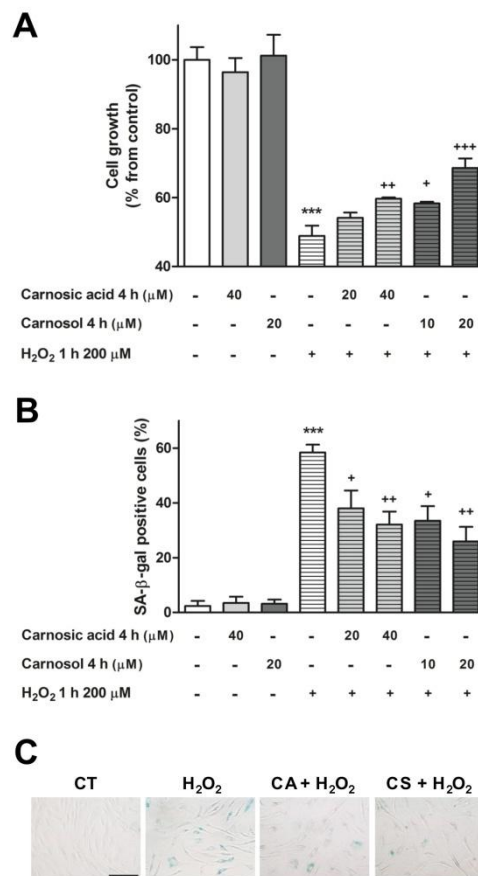 A
Cell growth
(% from control)
100
80
60
40
***
++
+
+++
Carnosic acid 4 h (μM) - 40 - - 20 40 - -
Carnosol 4 h (μM) - - 20 - - - 10 20
H₂O₂ 1 h 200 μM - - - + + + + +
B
SA-β-gal positive cells (%)
60
40
20
0
***
+
++
+
++
Carnosic acid 4 h (μM) - 40 - - 20 40 - -
Carnosol 4 h (μM) - - 20 - - - 10 20
H₂O₂ 1 h 200 μM - - - + + + + +
C
CT H₂O₂ CA + H₂O₂ CS + H₂O₂